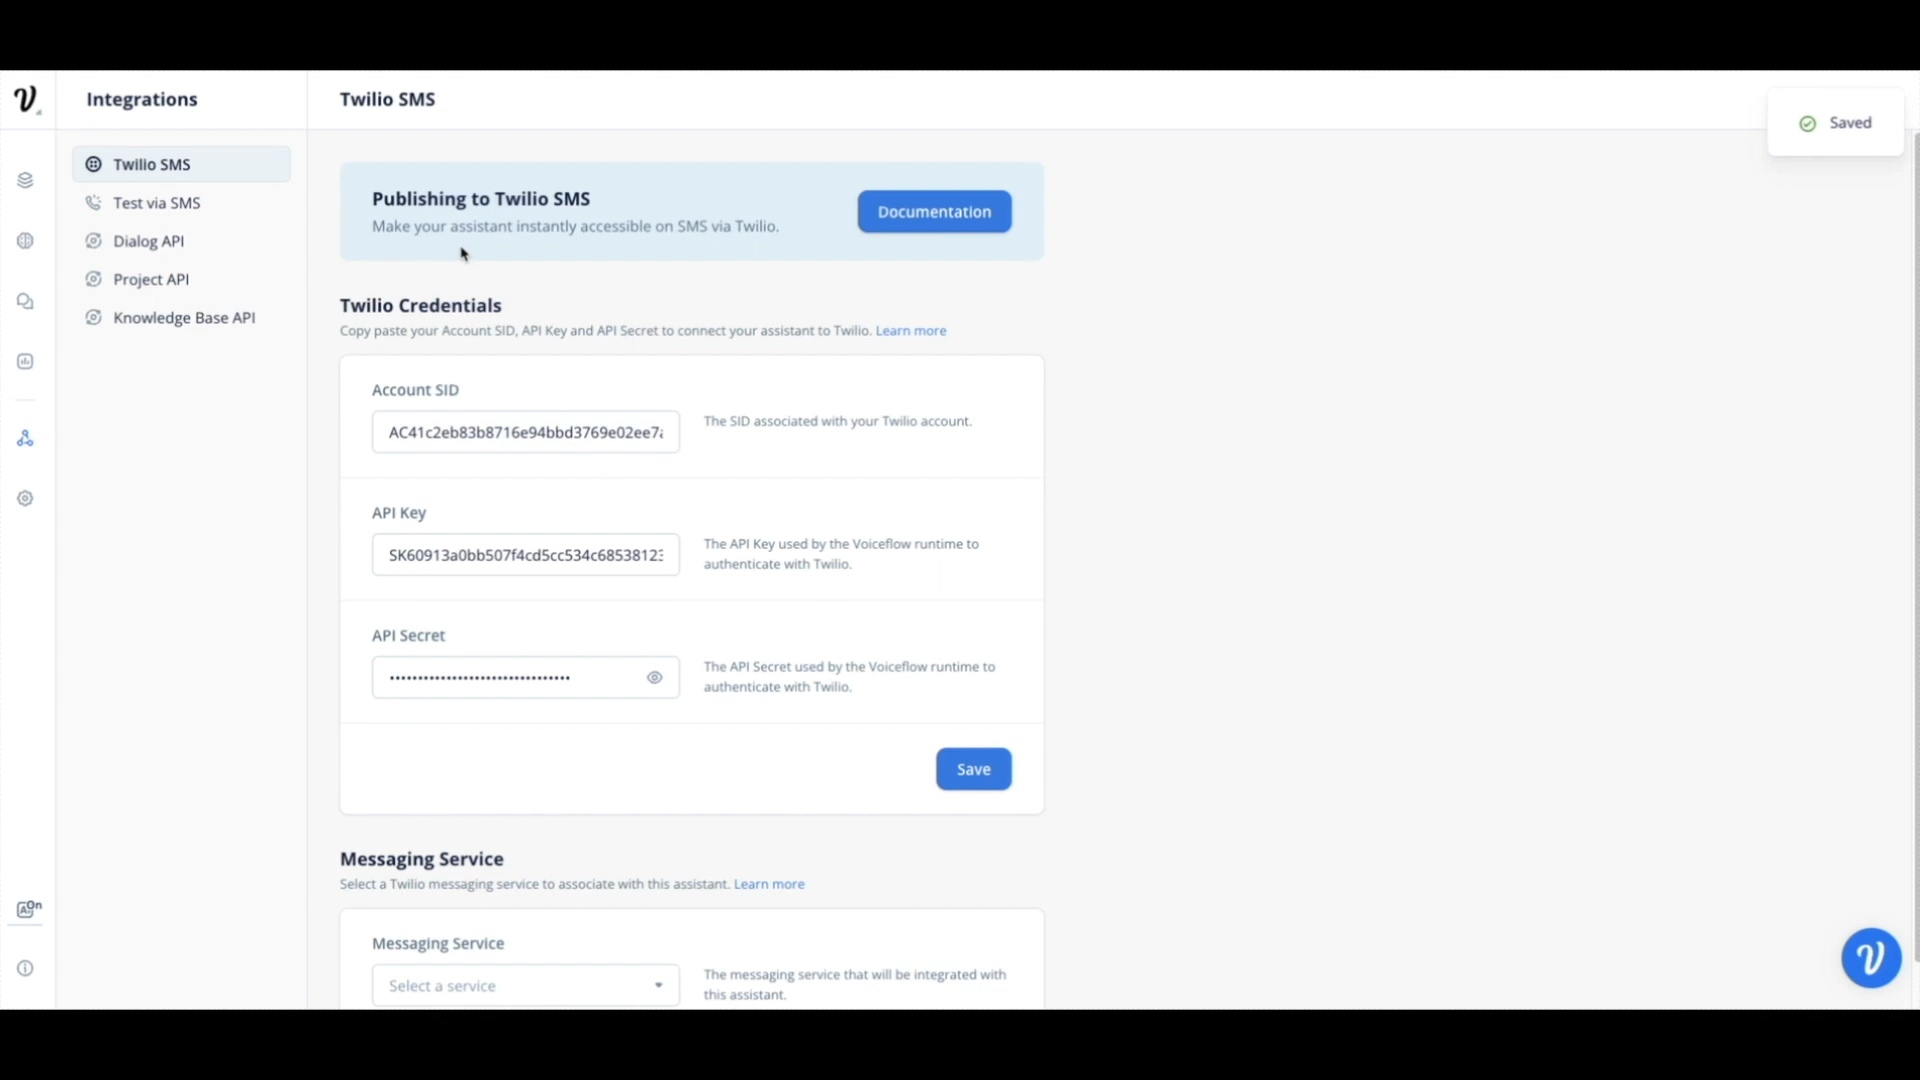 Integrations
Twilio SMS
Saved
Twilio SMS
Test via SMS
Dialog API
Project API
Knowledge Base API
Publishing to Twilio SMS
Make your assistant instantly accessible on SMS via Twilio.
Documentation
Twilio Credentials
Copy paste your Account SID, API Key and API Secret to connect your assistant to Twilio. Learn more
Account SID
AC41c2eb83b8716e94bbd3769e02ee7a
The SID associated with your Twilio account.
API Key
SK60913a0bb507f4cd5cc534c68538123
The API Key used by the Voiceflow runtime to
authenticate with Twilio.
API Secret
The API Secret used by the Voiceflow runtime to
authenticate with Twilio.
Save
Messaging Service
Select a Twilio messaging service to associate with this assistant. Learn more
Messaging Service
Select a service
The messaging service that will be integrated with
this assistant.
On